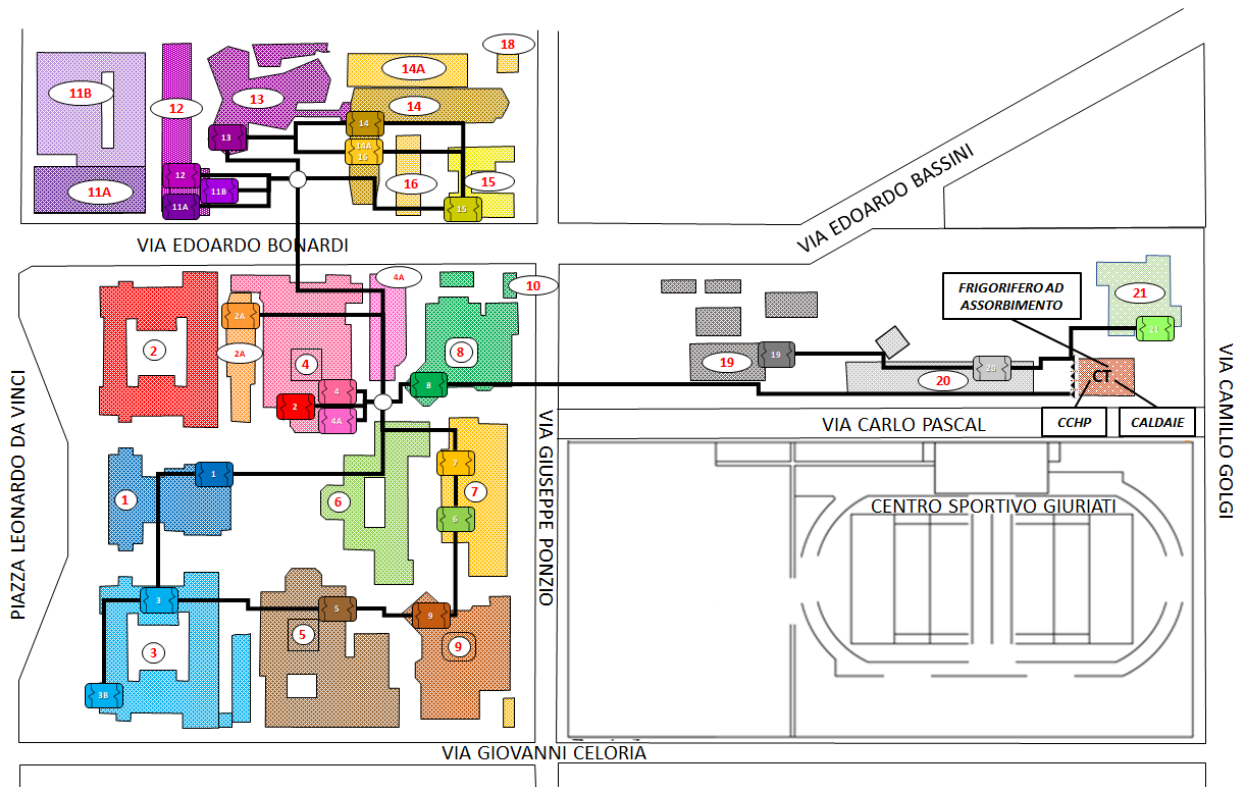 18
14A
11B
13
12
14
14
13
14A
16
12
11B
16
15
11A
11A
15
VIA EDOARDO BONARDI
VIA EDOARDO BASSINI
4A
10
FRIGORIFERO AD
ASSORBIMENTO
21
2A
21
2
2A
4
8
19
19
20
20
CT
8
4
2
4A
VIA CARLO PASCAL
CCHP
CALDAIE
PIAZZA LEONARDO DA VINCI
VIA GIUSEPPE PONZIO
VIA CAMILLO GOLGI
1
7
1
6
7
6
CENTRO SPORTIVO GIURIATI
3
5
9
5
9
3
3B
VIA GIOVANNI CELORIA